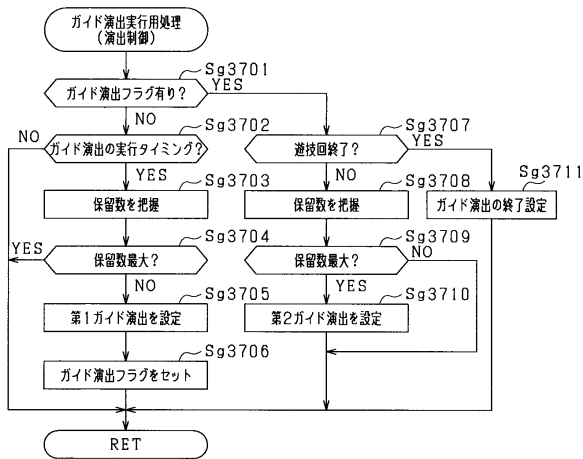 ガイド演出実行用処理
(演出制御)
Sg3701
ガイド演出フラグ有り?
YES
NO
Sg3702
NO
ガイド演出の実行タイミング?
YES
Sg3703
保留数を把握
Sg3704
YES
保留数最大?
NO
Sg3705
第1ガイド演出を設定
Sg3706
ガイド演出フラグをセット
Sg3707
遊技回終了?
YES
NO
Sg3708
保留数を把握
Sg3709
保留数最大?
NO
YES
Sg3710
第2ガイド演出を設定
Sg3711
ガイド演出の終了設定
RET